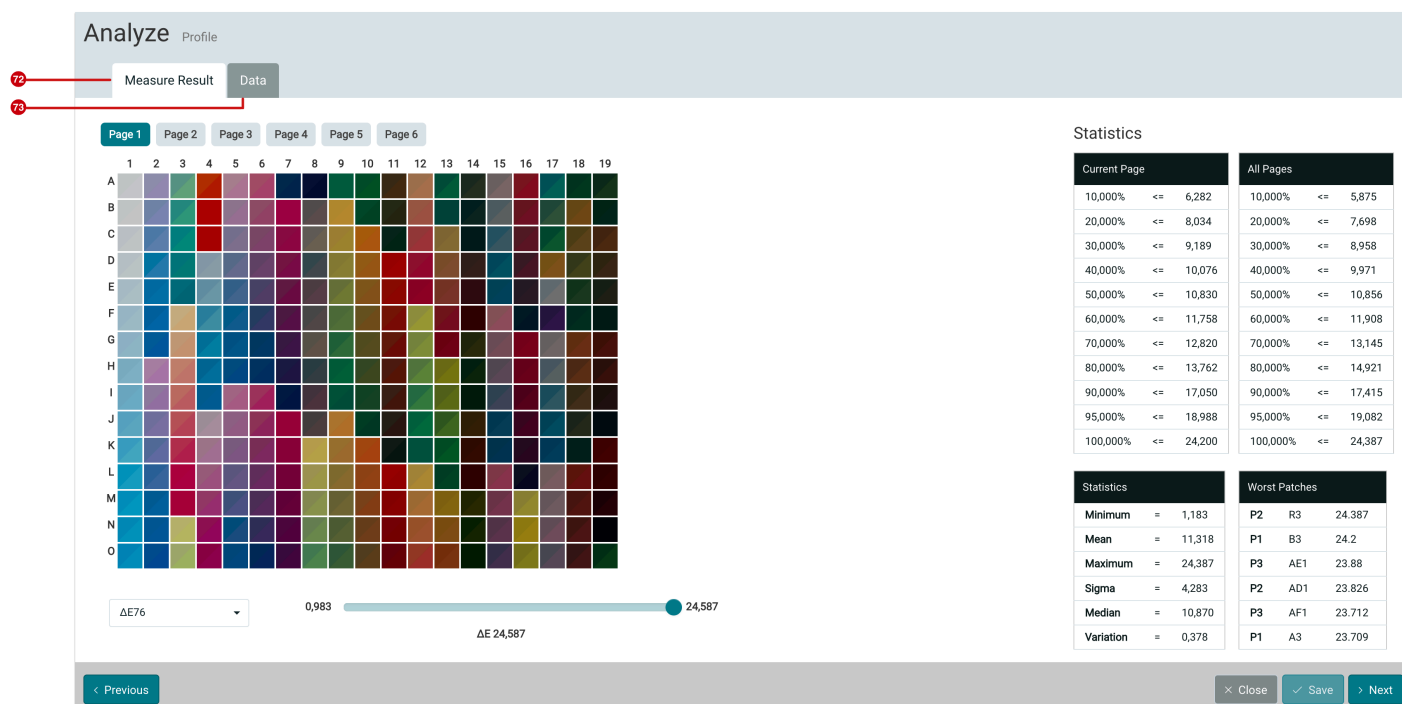 Analyze Profile
72 Measure Result Data
73
Page 1 Page 2 Page 3 Page 4 Page 5 Page 6
1 2 3 4 5 6 7 8 9 10 11 12 13 14 15 16 17 18 19
A
B
C
D
E
F
G
H
I
J
K
L
M
N
O
ΔE76
0,983 24,587
ΔE 24,587
Statistics
Current Page
10,000% <= 6,282
20,000% <= 8,034
30,000% <= 9,189
40,000% <= 10,076
50,000% <= 10,830
60,000% <= 11,758
70,000% <= 12,820
80,000% <= 13,762
90,000% <= 17,050
95,000% <= 18,988
100,000% <= 24,200
All Pages
10,000% <= 5,875
20,000% <= 7,698
30,000% <= 8,958
40,000% <= 9,971
50,000% <= 10,856
60,000% <= 11,908
70,000% <= 13,145
80,000% <= 14,921
90,000% <= 17,415
95,000% <= 19,082
100,000% <= 24,387
Statistics
Minimum = 1,183
Mean = 11,318
Maximum = 24,387
Sigma = 4,283
Median = 10,870
Variation = 0,378
Worst Patches
P2 R3 24.387
P1 B3 24.2
P3 AE1 23.88
P2 AD1 23.826
P3 AF1 23.712
P1 A3 23.709
< Previous × Close ✓ Save > Next